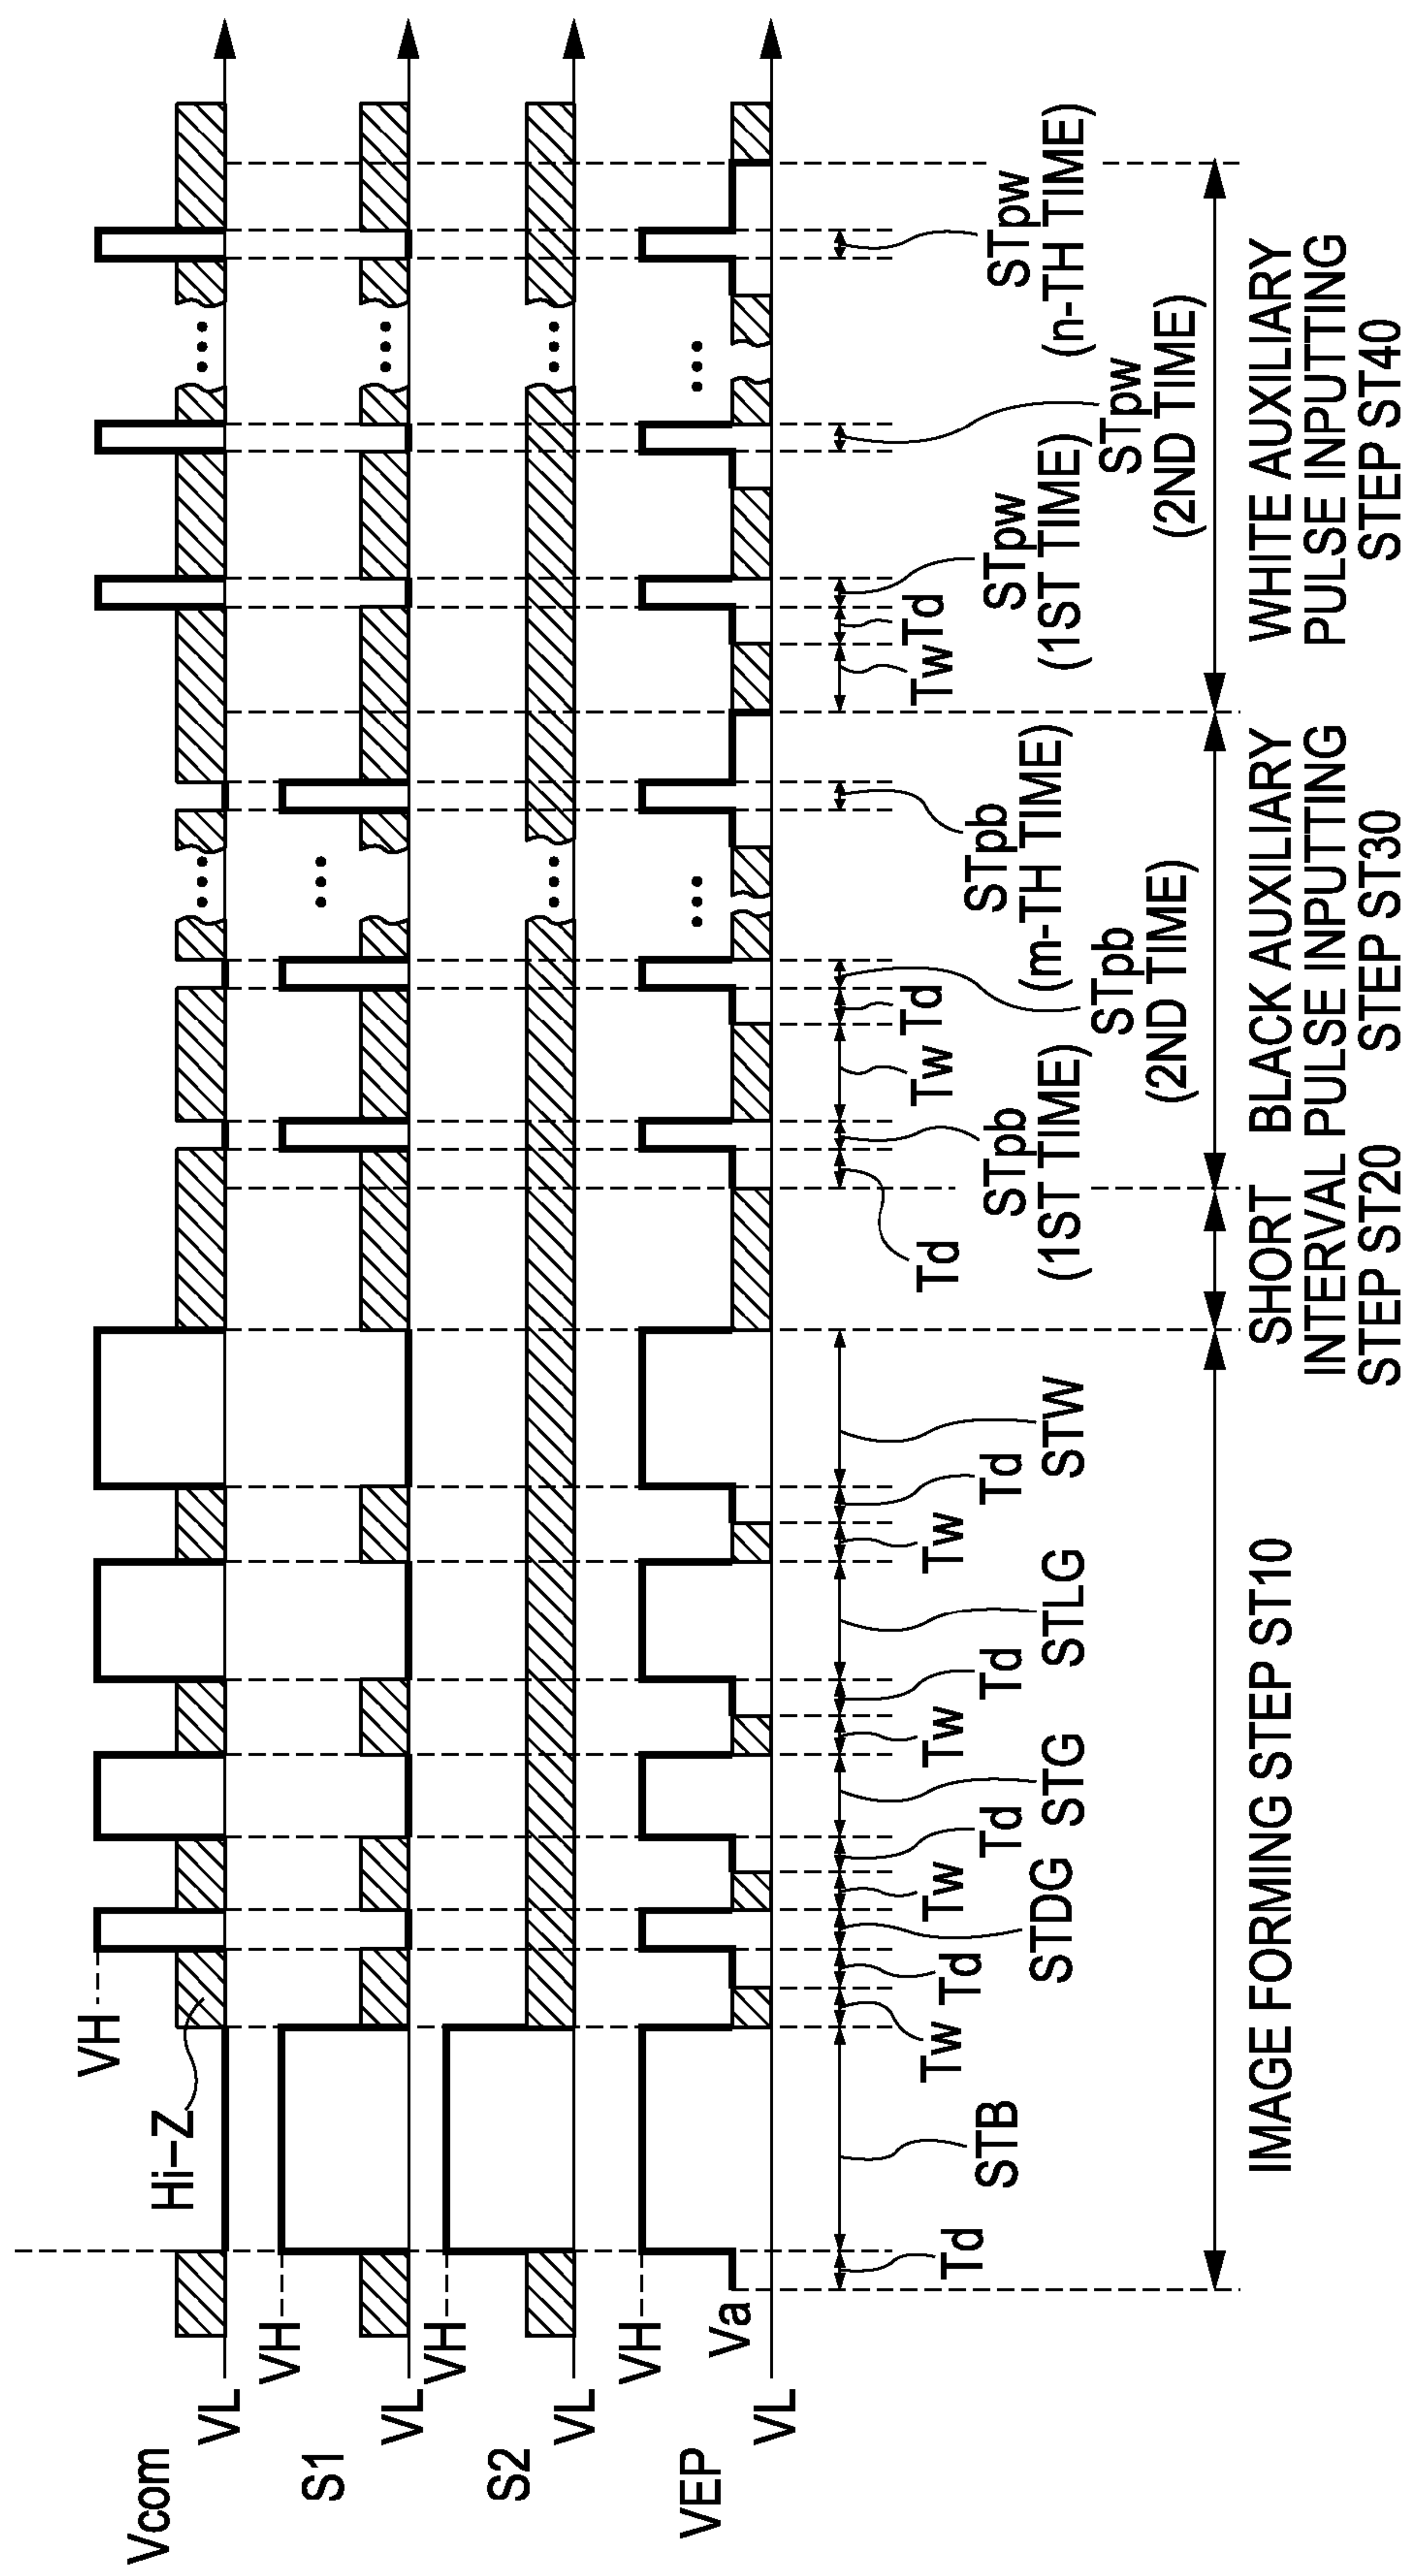 Vcom
VH
Hi−Z
VL
S1
VH
VL
S2
VH
VL
VEP
VH
Va
VL
Td
STB
Tw
Td
STDG
Tw
Td
STG
Tw
Td
STLG
Tw
Td
STW
Td
STpb
(1ST TIME)
Tw
Td
STpb
(2ND TIME)
STpb
(m-TH TIME)
Tw
Td
STpw
(1ST TIME)
STpw
(2ND TIME)
STpw
(n-TH TIME)
IMAGE FORMING STEP ST10
SHORT
INTERVAL
STEP ST20
BLACK AUXILIARY
PULSE INPUTTING
STEP ST30
WHITE AUXILIARY
PULSE INPUTTING
STEP ST40